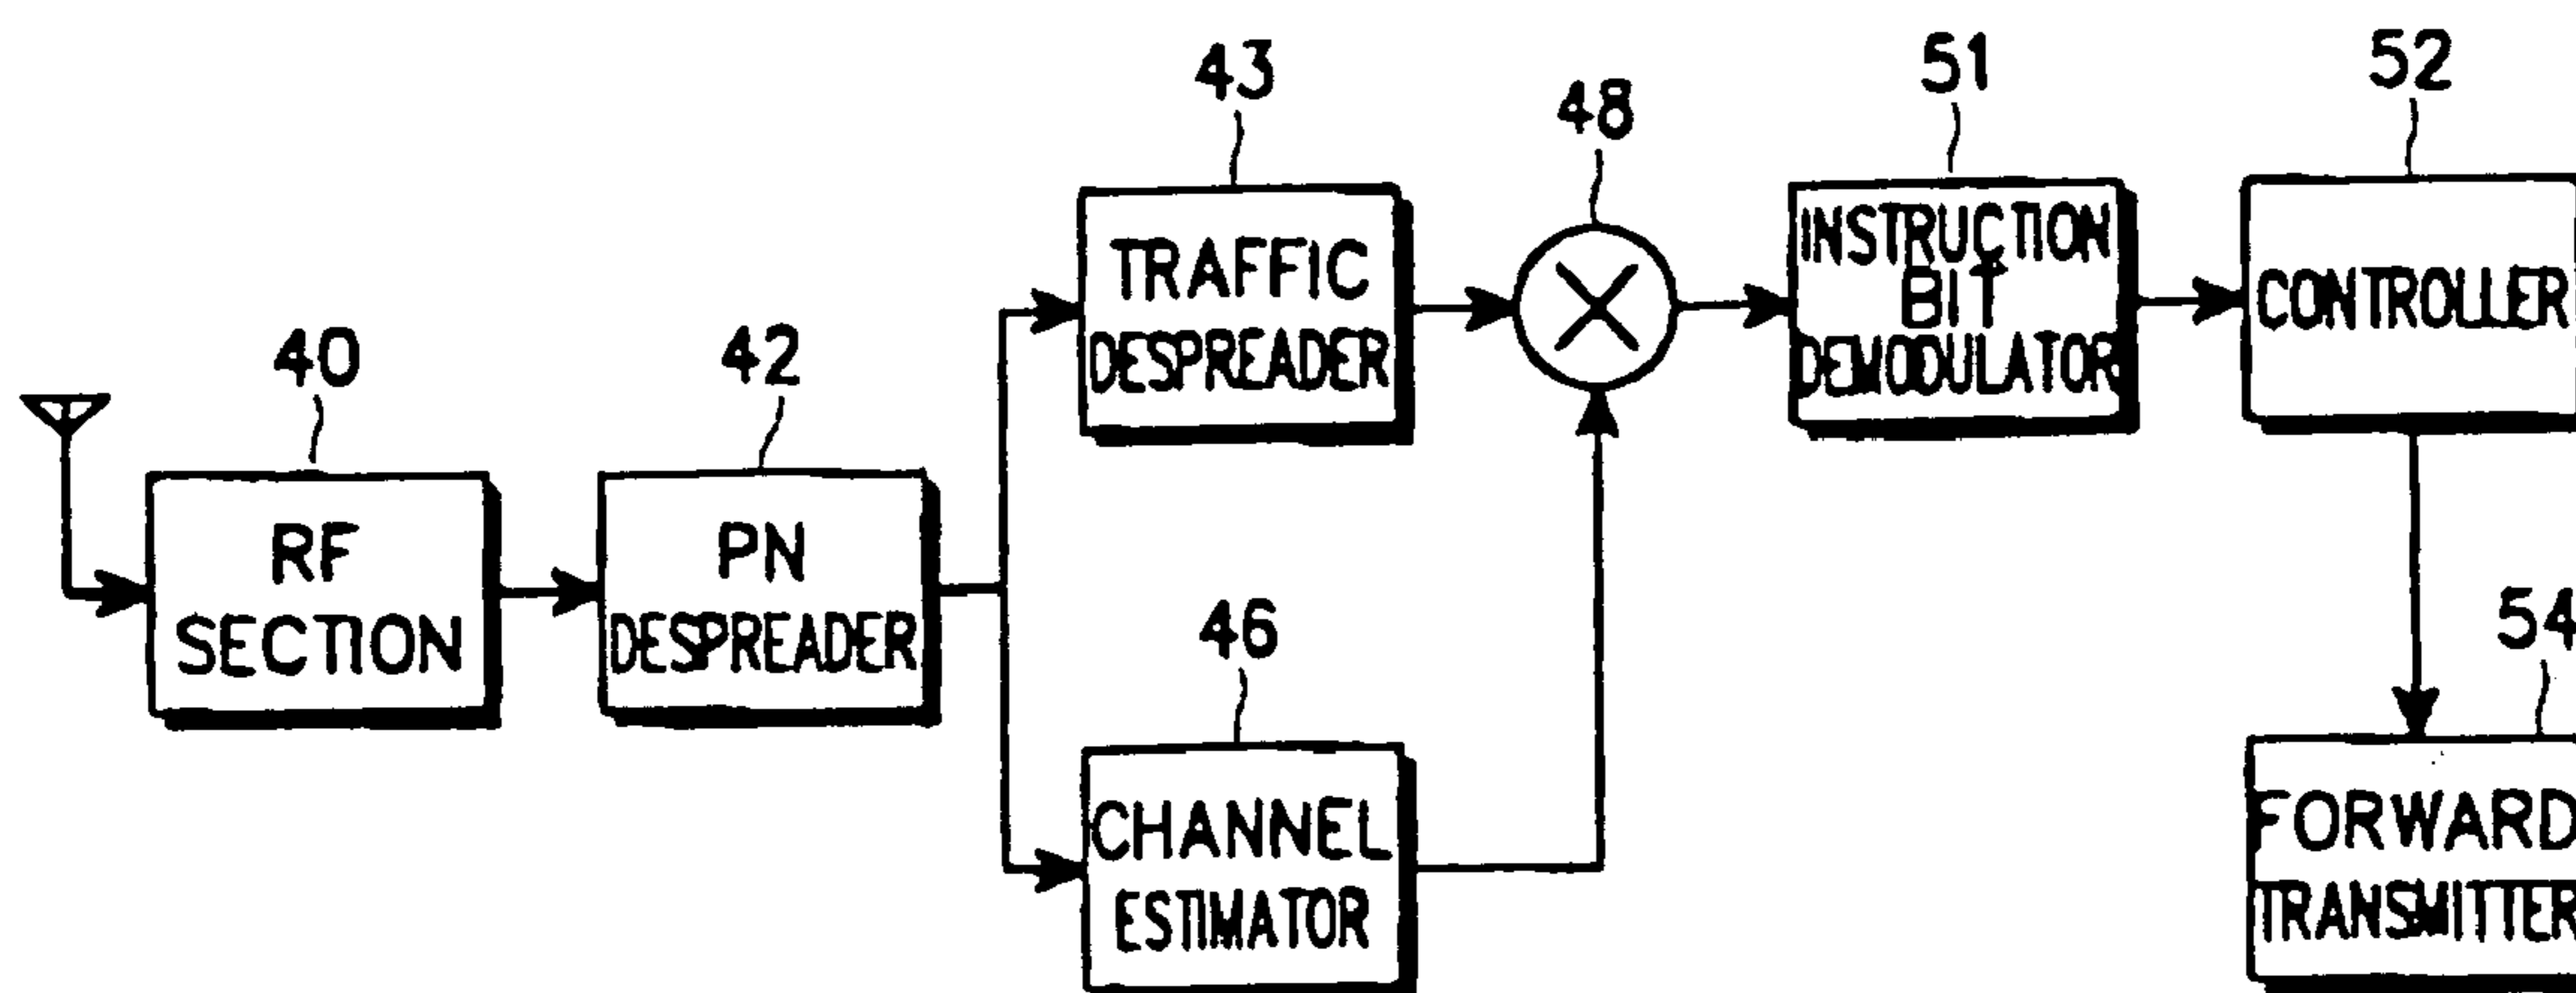 40
RF
SECTION
42
PN
DESPREADER
43
TRAFFIC
DESPREADER
46
CHANNEL
ESTIMATOR
48
51
INSTRUCTION
BIT
DEMODULATOR
52
CONTROLLER
54
FORWARD
TRANSMITTER